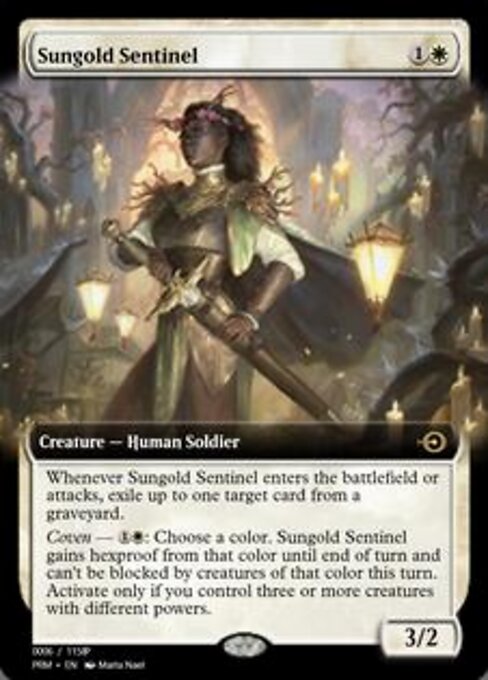 Sungold Sentinel 1
Creature — Human Soldier
Whenever Sungold Sentinel enters the battlefield or
attacks, exile up to one target card from a
graveyard.
Coven — 1: Choose a color. Sungold Sentinel
gains hexproof from that color until end of turn and
can't be blocked by creatures of that color this turn.
Activate only if you control three or more creatures
with different powers.
3/2
PRM • EN Marta Nael